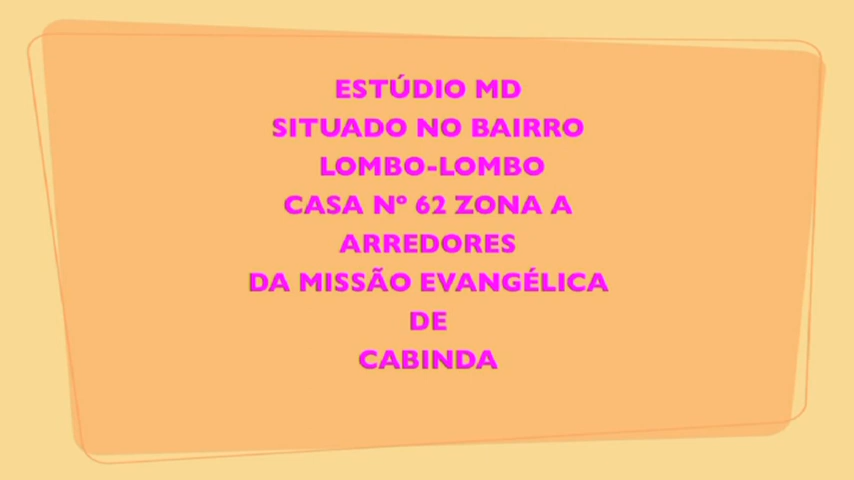 ESTÚDIO MD
SITUADO NO BAIRRO
LOMBO-LOMBO
CASA Nº 62 ZONA A
ARREDORES
DA MISSÃO EVANGÉLICA
DE
CABINDA